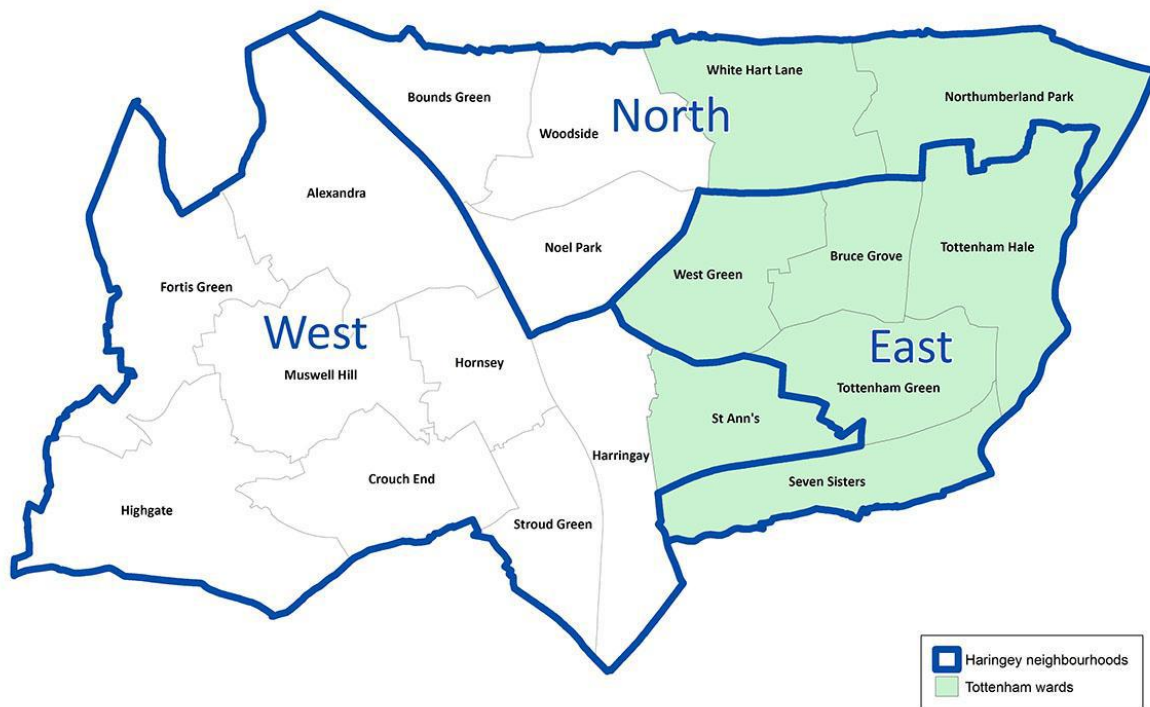 White Hart Lane
Bounds Green
Northumberland Park
North
Woodside
Alexandra
Noel Park
Tottenham Hale
Bruce Grove
West Green
Fortis Green
West
East
Hornsey
Muswell Hill
Tottenham Green
St Ann's
Harringay
Crouch End
Seven Sisters
Highgate
Stroud Green
Haringey neighbourhoods
Tottenham wards